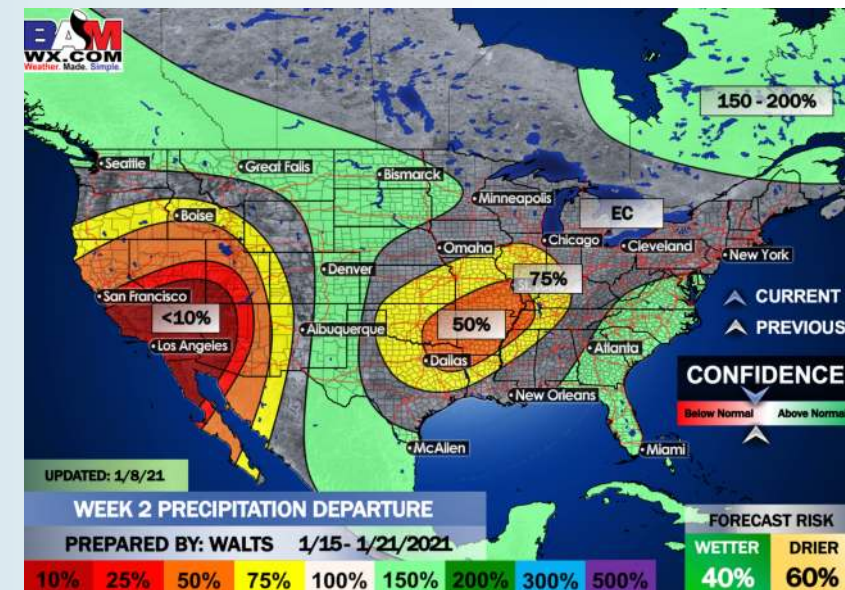 BAM
WX.COM
Weather. Made. Simple.
150 - 200%
Seattle
Great Falls
Bismarck
Minneapolis
EC
Boise
Omaha
Chicago
Cleveland
New York
75%
Denver
San Francisco
<10%
CURRENT
50%
Albuquerque
PREVIOUS
Los Angeles
Atlanta
Dallas
CONFIDENCE
New Orleans
Below Normal
Above Normal
McAllen
Miami
UPDATED: 1/8/21
WEEK 2 PRECIPITATION DEPARTURE
FORECAST RISK
PREPARED BY: WALTS 1/15 - 1/21/2021
WETTER
DRIER
10% 25% 50% 75% 100% 150% 200% 300% 500%
40%
60%